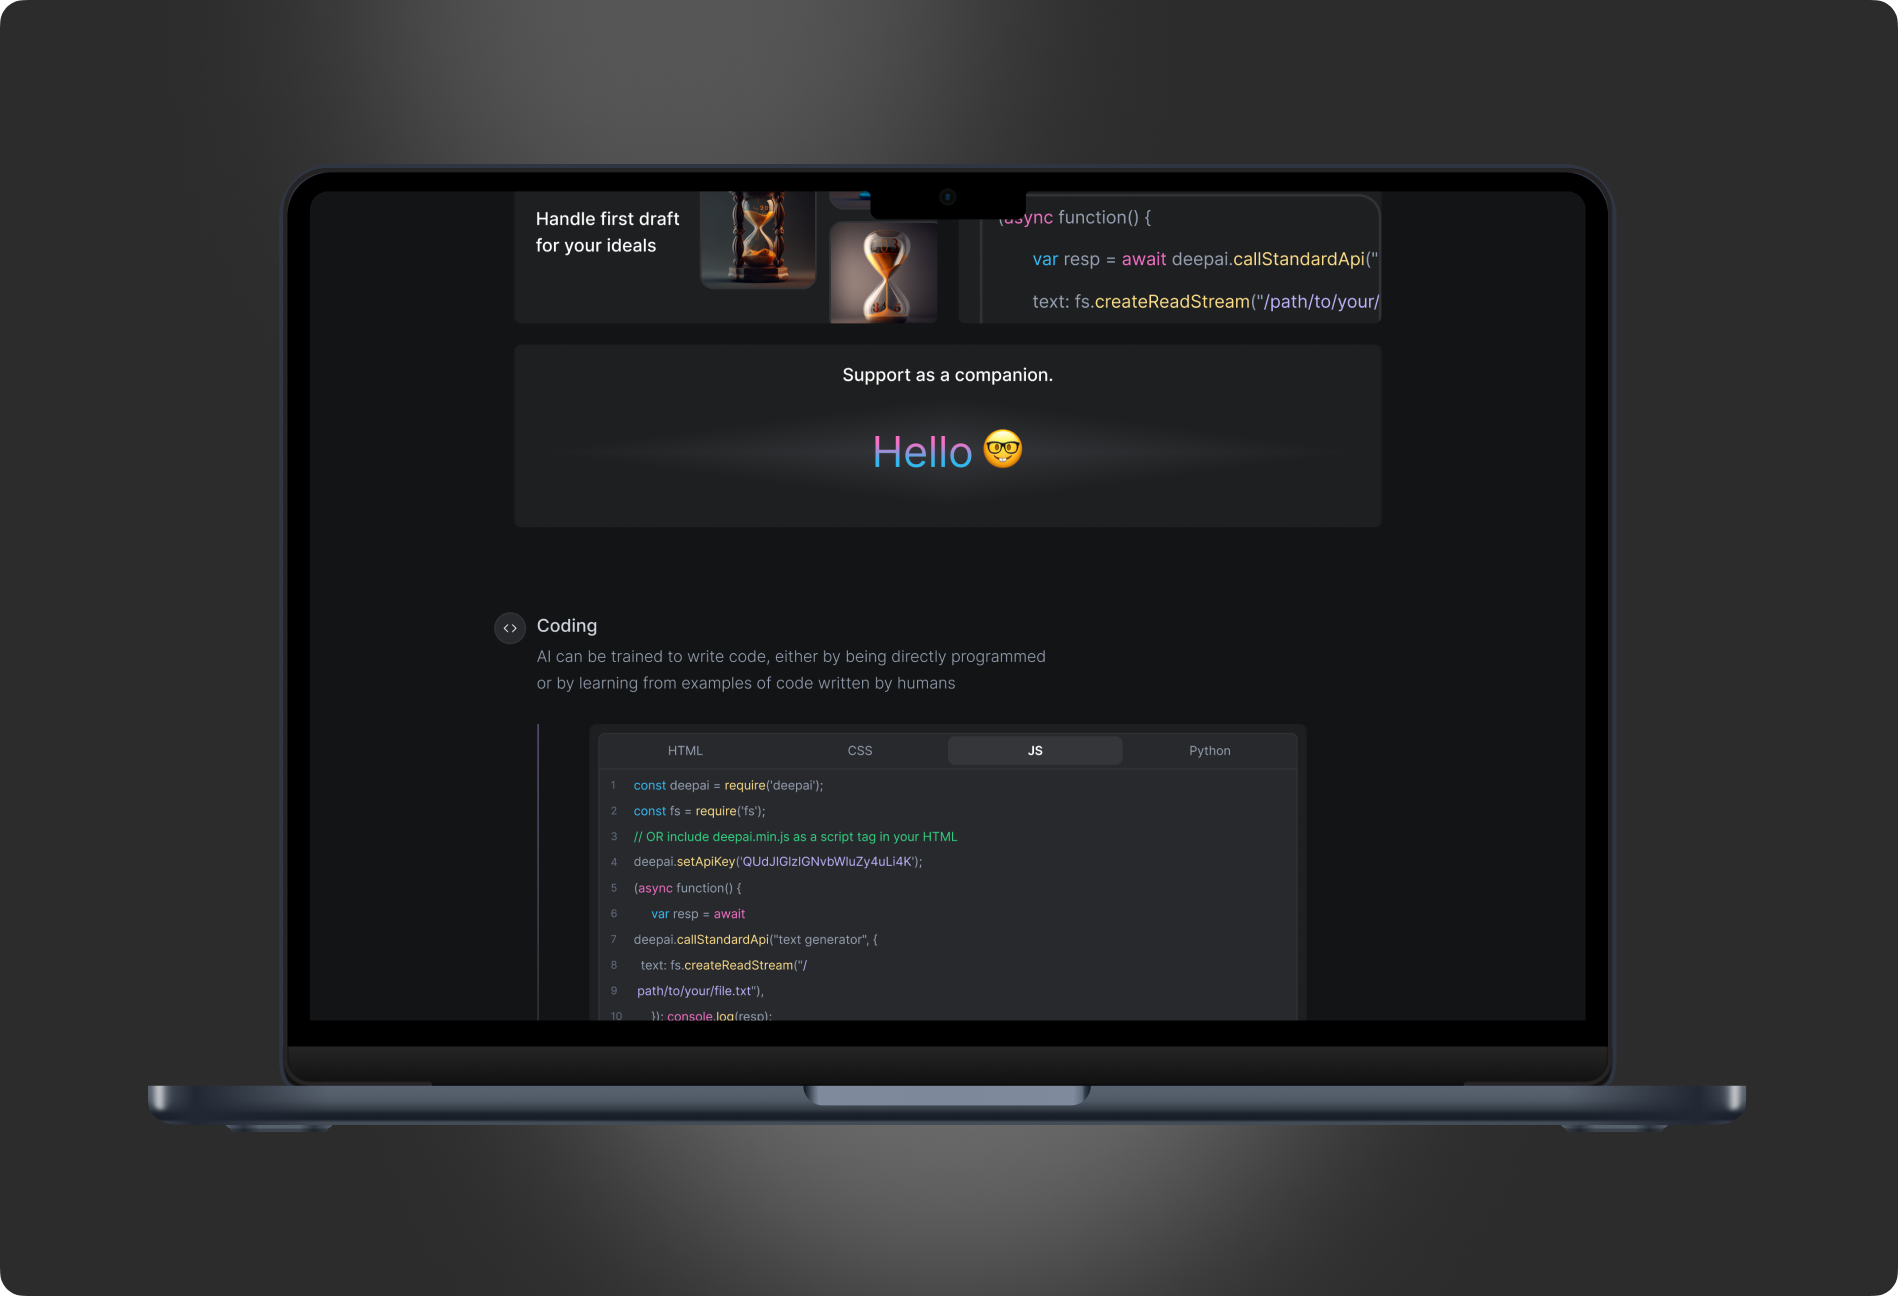 Handle first draft
for your ideals
(async function() {
var resp = await deepai.callStandardApi("
text: fs.createReadStream("/path/to/your/
Support as a companion.
Hello 🤓
Coding
AI can be trained to write code, either by being directly programmed
or by learning from examples of code written by humans
HTML CSS JS Python
1 const deepai = require('deepai');
2 const fs = require('fs');
3 // OR include deepai.min.js as a script tag in your HTML
4 deepai.setApiKey('QUdJIGlzIGNvbWluZy4uLi4K');
5 (async function() {
6 var resp = await
7 deepai.callStandardApi("text generator", {
8 text: fs.createReadStream("/
9 path/to/your/file.txt"),
10 }); console.log(resp);